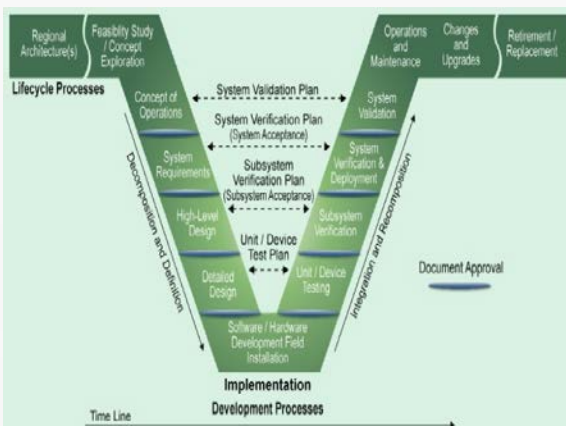 Regional
Architecture(s)
Feasiblity Study
/ Concept
Exploration
Operations
and
Maintenance
Changes
and
Upgrades
Retirement /
Replacement
Lifecycle Processes
Concept of
Operations
System Validation Plan
System
Validation
System Verification Plan
(System Acceptance)
System
Requirements
System
Verification &
Deployment
Subsystem
Verification Plan
(Subsystem Acceptance)
High-Level
Design
Subsystem
Verification
Unit / Device
Test Plan
Detailed
Design
Unit / Device
Testing
Decomposition and Definition
Integration and Recomposition
Document Approval
Software / Hardware
Development Field
Installation
Implementation
Development Processes
Time Line